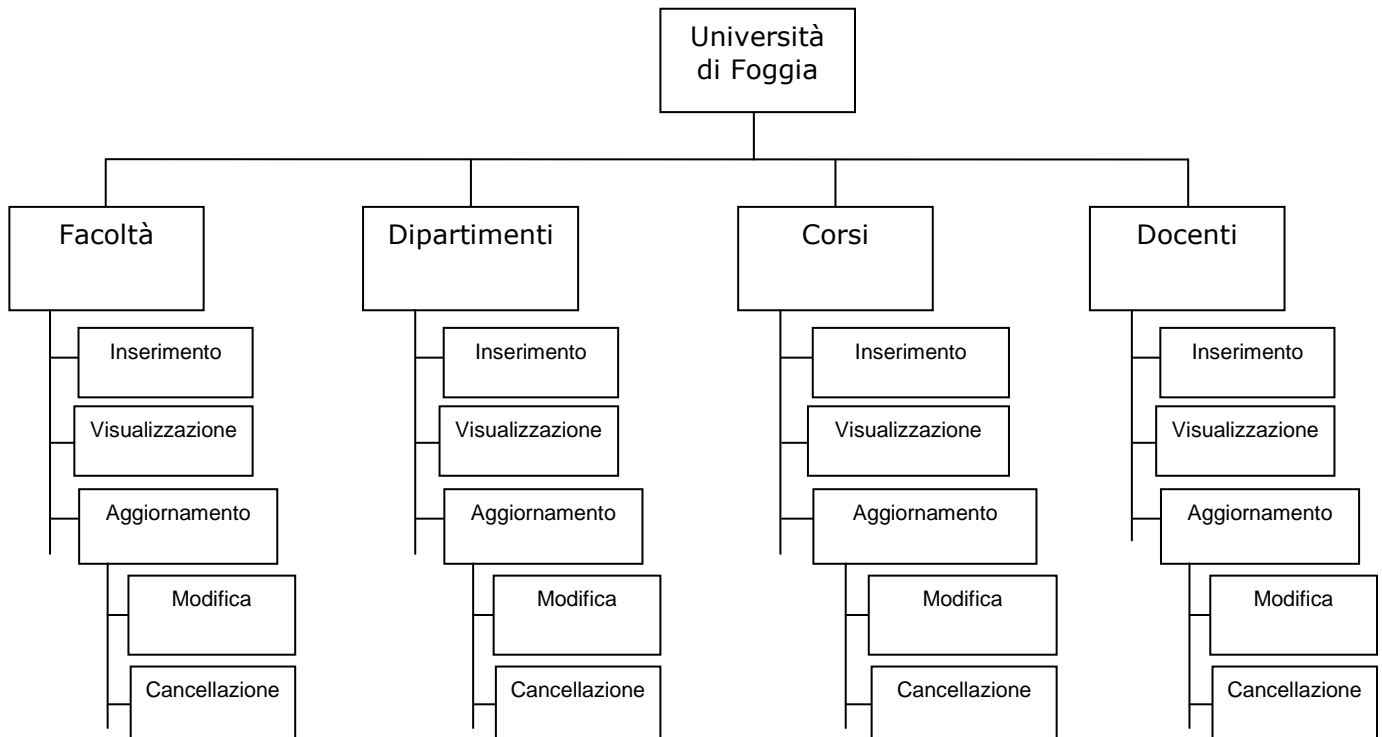 Università
di Foggia
Facoltà
Dipartimenti
Corsi
Docenti
Inserimento
Inserimento
Inserimento
Inserimento
Visualizzazione
Visualizzazione
Visualizzazione
Visualizzazione
Aggiornamento
Aggiornamento
Aggiornamento
Aggiornamento
Modifica
Modifica
Modifica
Modifica
Cancellazione
Cancellazione
Cancellazione
Cancellazione